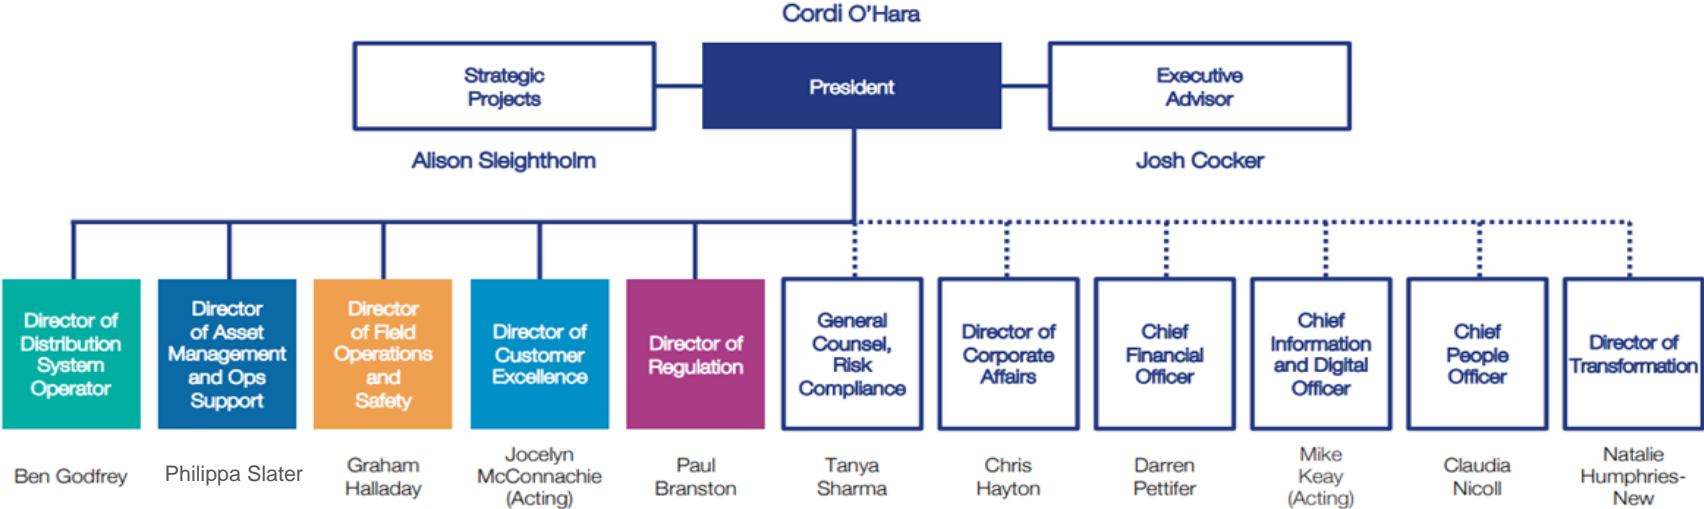 Cordi O'Hara
Strategic
Projects
President
Executive
Advisor
Alison Sleightholm
Josh Cocker
Director of
Distribution
System
Operator
Director
of Asset
Management
and Ops
Support
Director
of Field
Operations
and
Safety
Director of
Customer
Excellence
Director of
Regulation
General
Counsel,
Risk
Compliance
Director of
Corporate
Affairs
Chief
Financial
Officer
Chief
Information
and Digital
Officer
Chief
People
Officer
Director of
Transformation
Ben Godfrey
Philippa Slater
Graham
Halladay
Jocelyn
McConnachie
(Acting)
Paul
Branston
Tanya
Sharma
Chris
Hayton
Darren
Pettifer
Mike
Keay
(Acting)
Claudia
Nicoll
Natalie
Humphries-
New